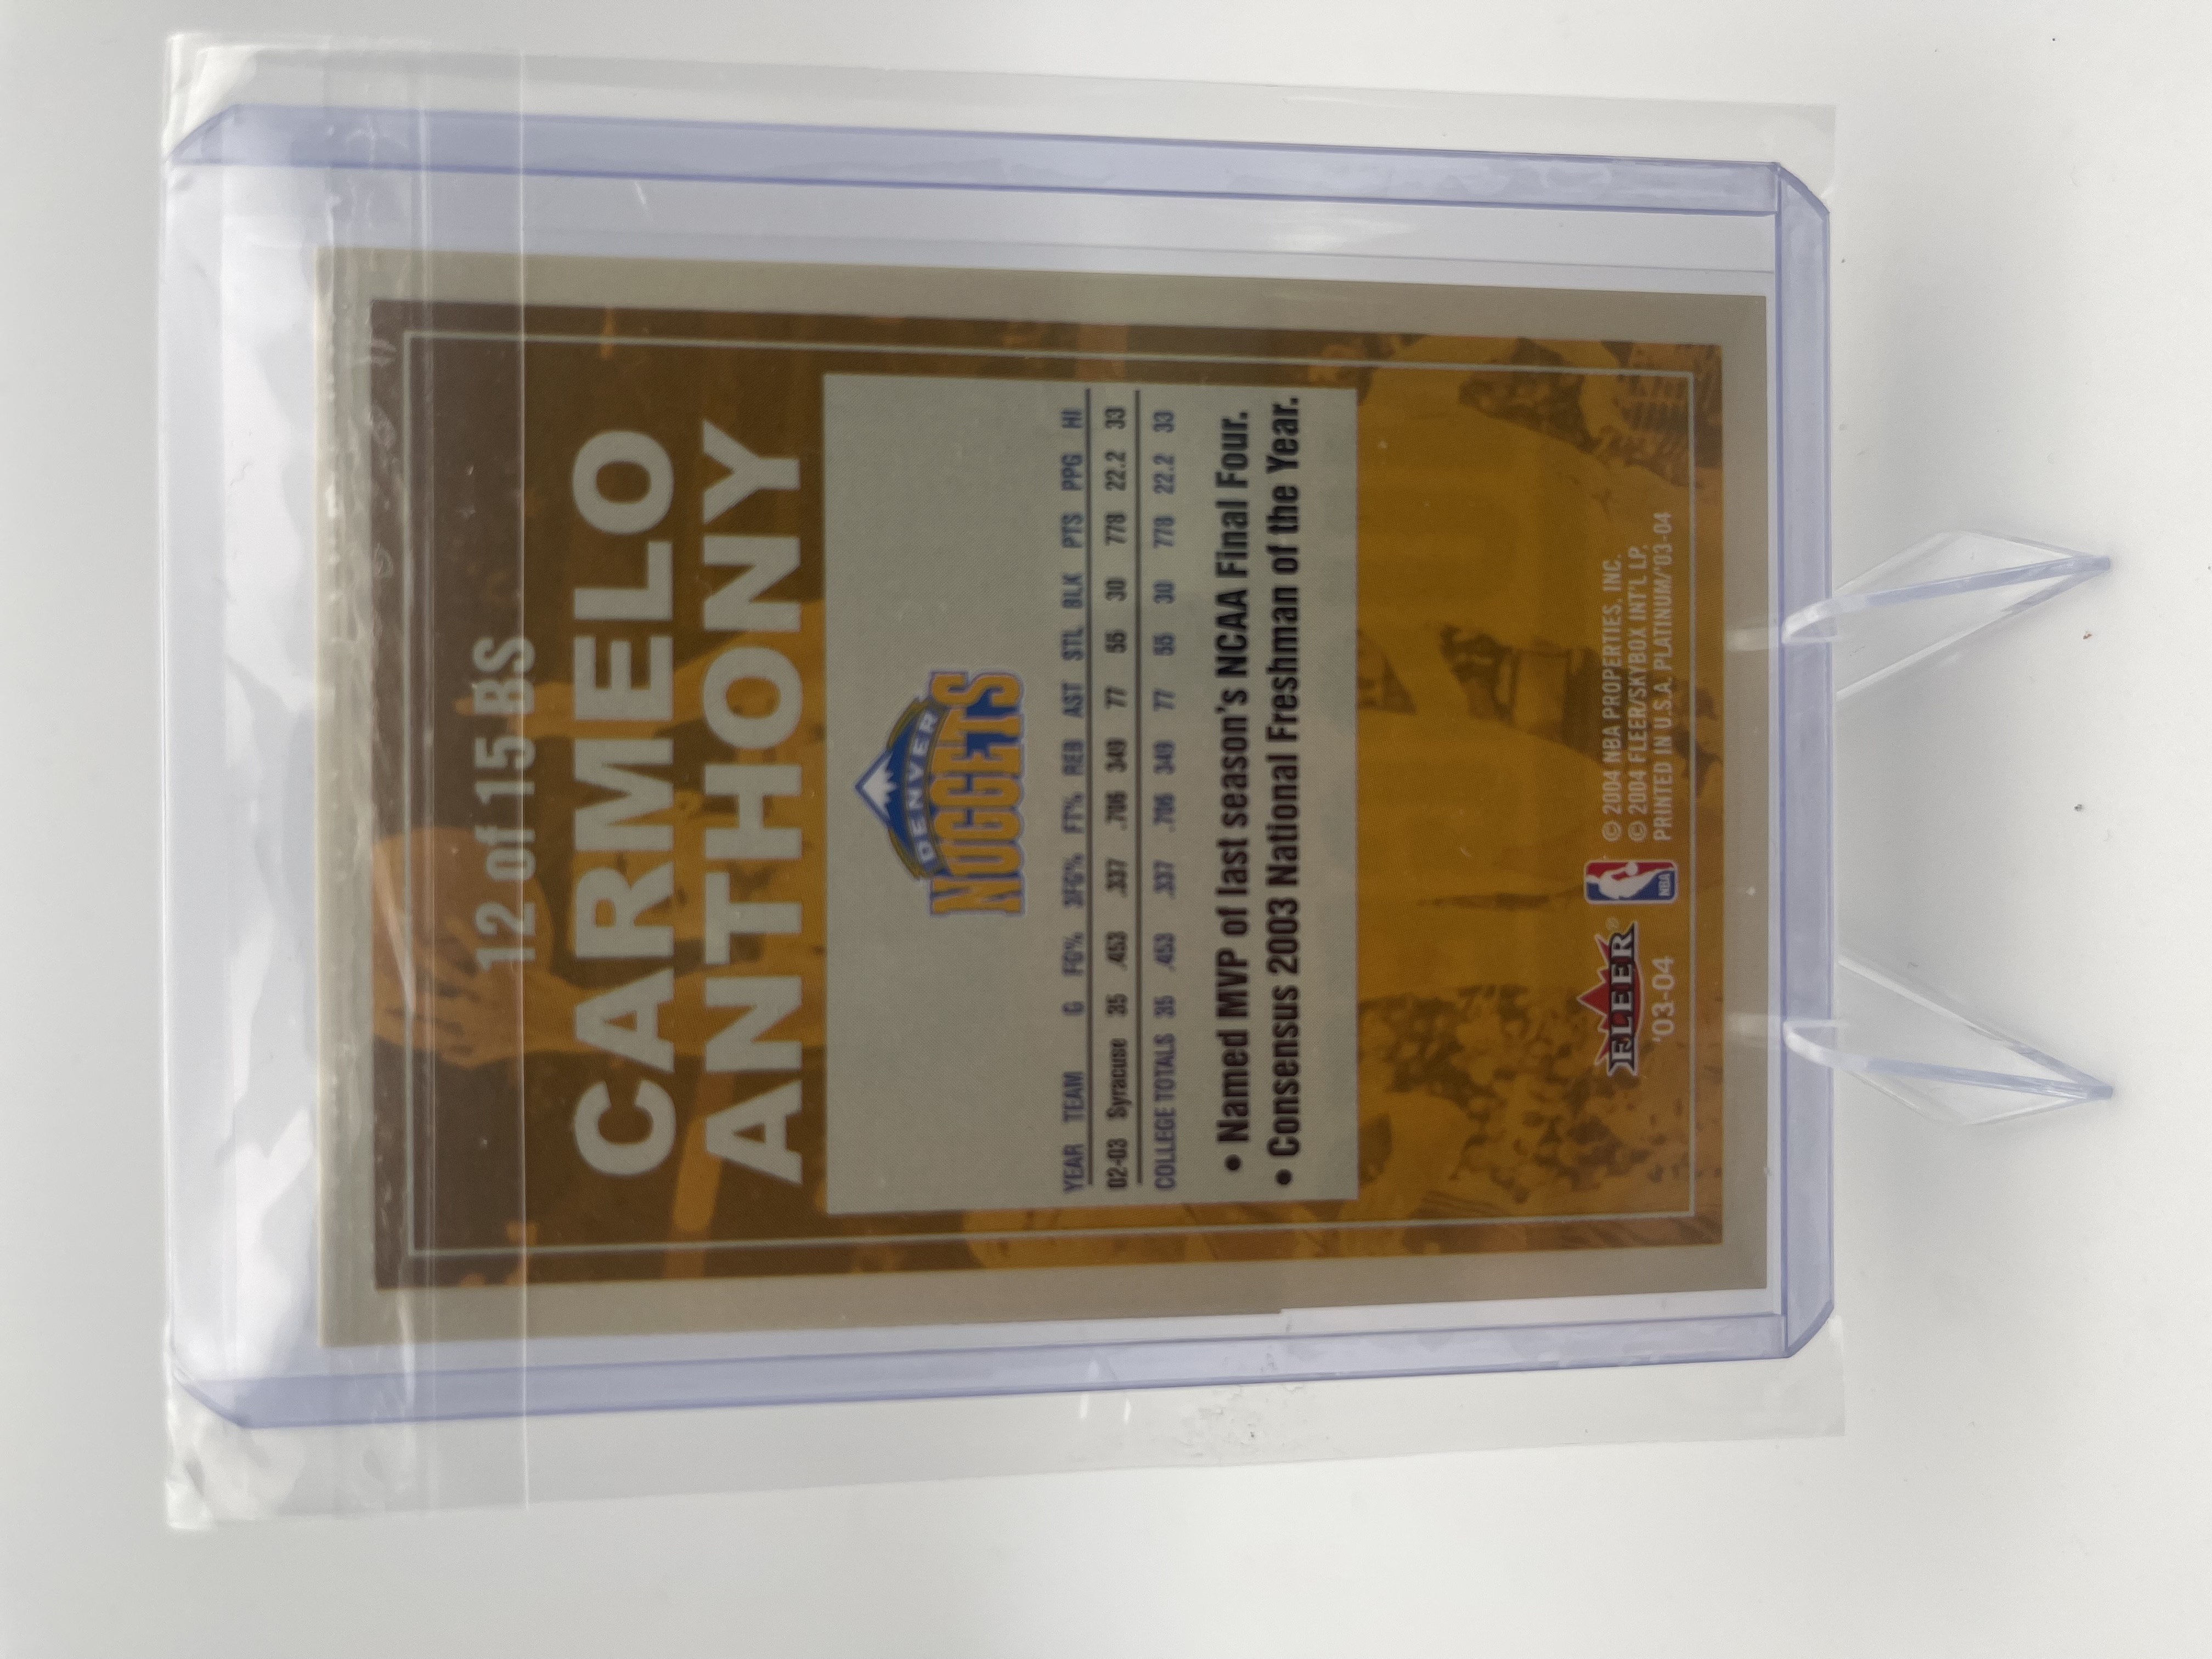 12 of 15 BS
CARMELO
ANTHONY
DENVER
NUGGETS
YEAR TEAM G FG% 3FG% FT% REB AST STL BLK PTS PPG HI
02-03 Syracuse 35 .453 .337 .706 349 77 55 30 778 22.2 33
COLLEGE TOTALS 35 .453 .337 .706 349 77 55 30 778 22.2 33
• Named MVP of last season's NCAA Final Four.
• Consensus 2003 National Freshman of the Year.
FLEER®
'03-04
NBA
© 2004 NBA PROPERTIES, INC.
© 2004 FLEER/SKYBOX INT'L LP.
PRINTED IN U.S.A. PLATINUM/'03-04